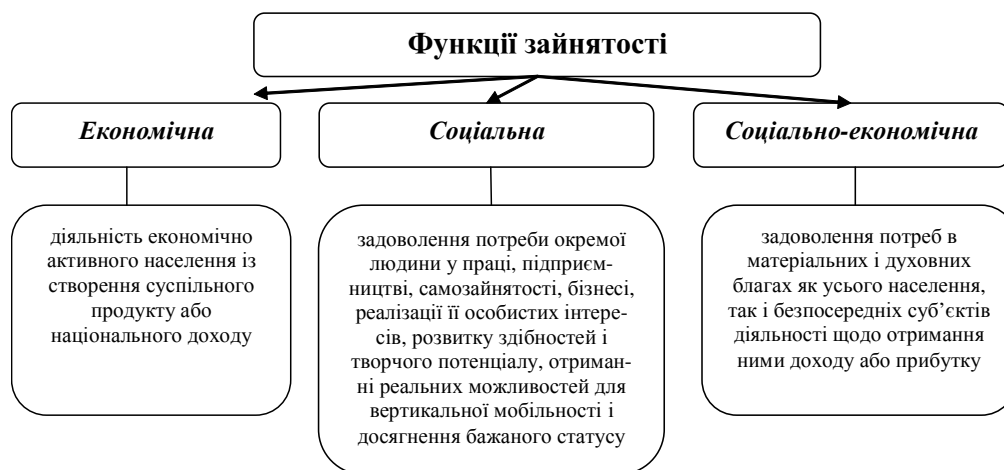 Функції зайнятості
Економічна
Соціальна
Соціально-економічна
діяльність економічно
активного населення із
створення суспільного
продукту або
національного доходу
задоволення потреби окремої
людини у праці, підприєм-
ництві, самозайнятості, бізнесі,
реалізації її особистих інтере-
сів, розвитку здібностей і
творчого потенціалу, отриман-
ні реальних можливостей для
вертикальної мобільності і
досягнення бажаного статусу
задоволення потреб в
матеріальних і духовних
благах як усього населення,
так і безпосередніх суб’єктів
діяльності щодо отримання
ними доходу або прибутку